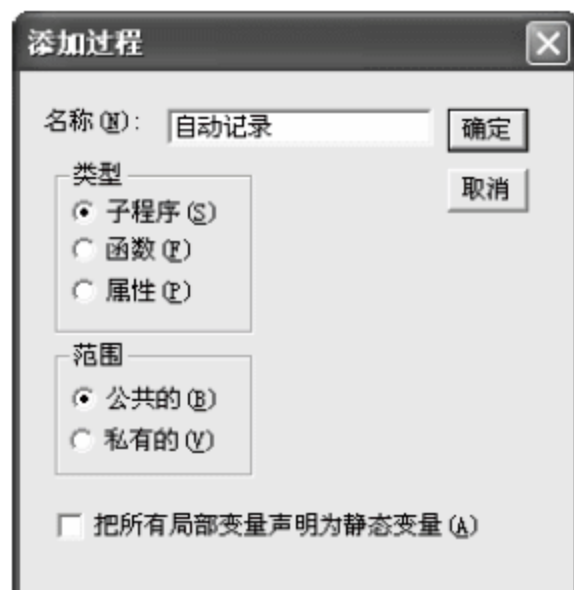 添加过程
名称(N): 自动记录 确定
取消
类型
子程序(S)
函数(F)
属性(P)
范围
公共的(B)
私有的(V)
把所有局部变量声明为静态变量(A)